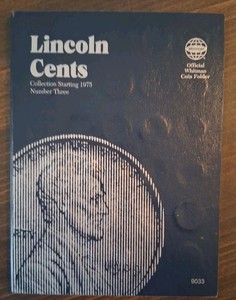 Lincoln
Cents
Collection Starting 1975
Number Three
Official
Whitman
Coin Folder
9033